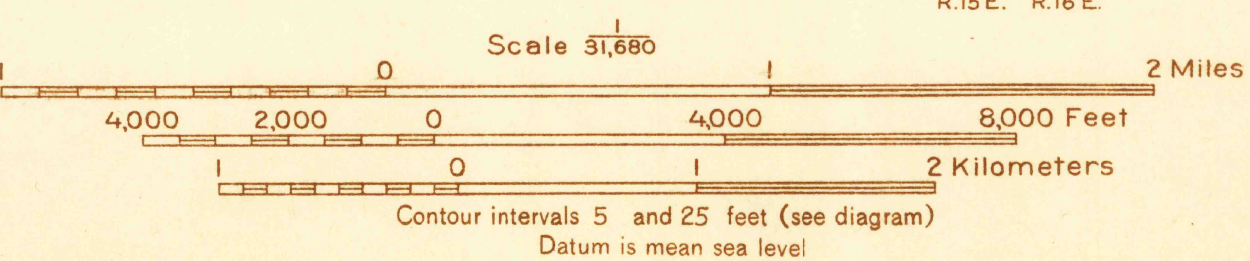 R.15 E. R.16 E.
Scale 1/31,680
1 0 1 2 Miles
4,000 2,000 0 4,000 8,000 Feet
1 0 1 2 Kilometers
Contour intervals 5 and 25 feet (see diagram)
Datum is mean sea level